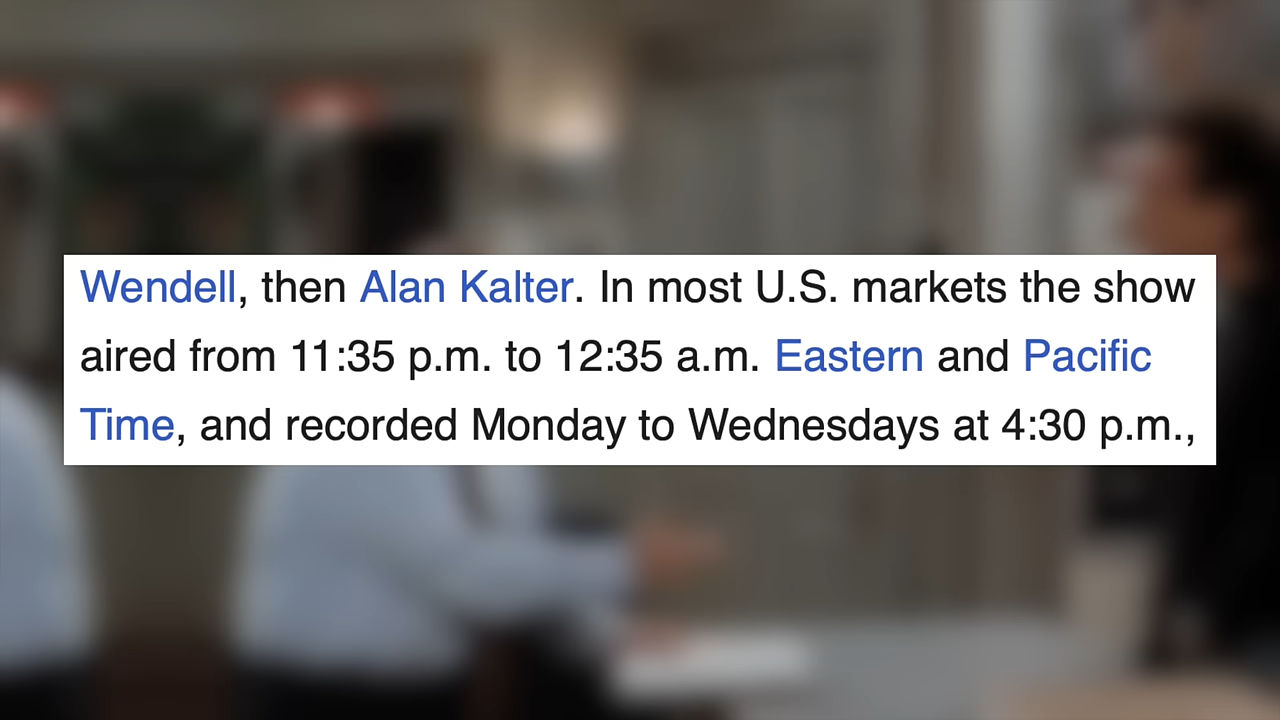 Wendell, then Alan Kalter. In most U.S. markets the show
aired from 11:35 p.m. to 12:35 a.m. Eastern and Pacific
Time, and recorded Monday to Wednesdays at 4:30 p.m.,